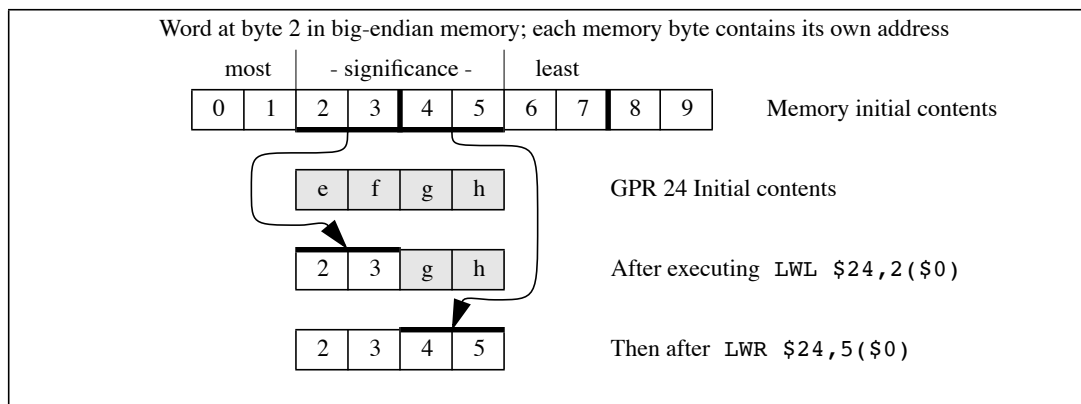 Word at byte 2 in big-endian memory; each memory byte contains its own address
most - significance - least
0 1 2 3 4 5 6 7 8 9 Memory initial contents
e f g h GPR 24 Initial contents
2 3 g h After executing LWL $24,2($0)
2 3 4 5 Then after LWR $24,5($0)